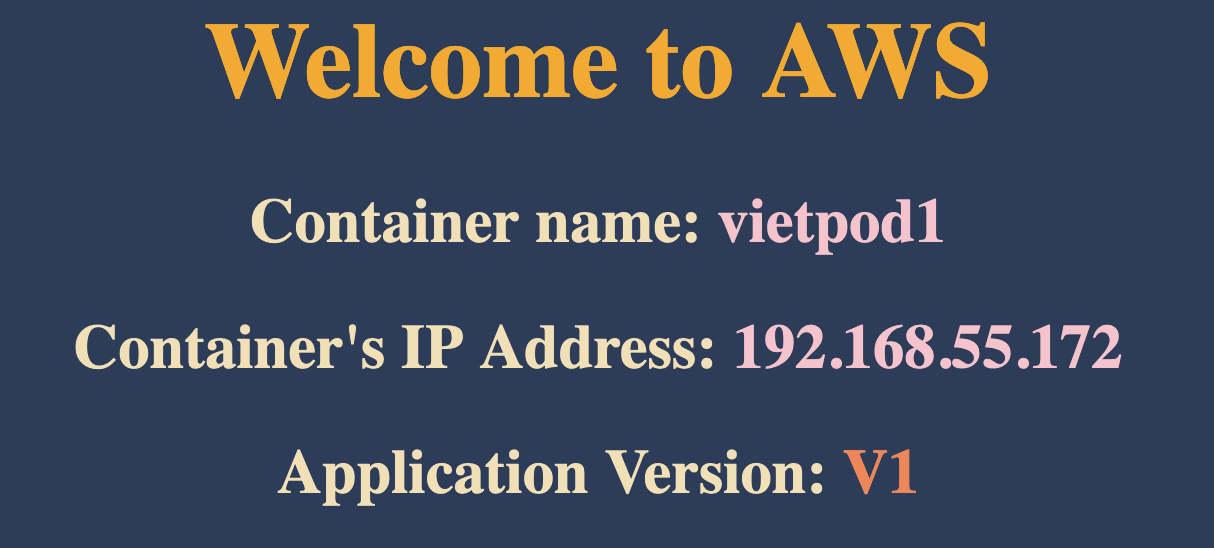 Welcome to AWS
Container name: vietpod1
Container's IP Address: 192.168.55.172
Application Version: V1